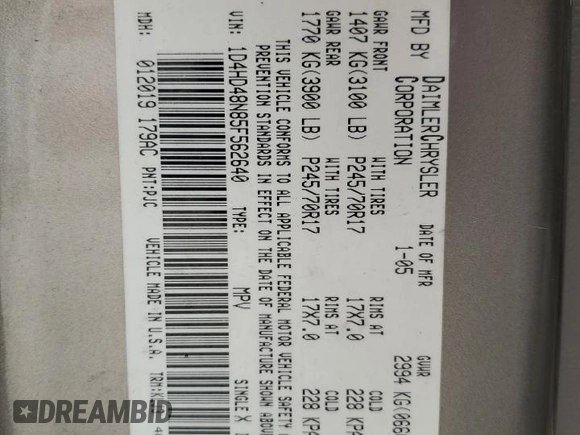 MFD BY DAIMLERCHRYSLER CORPORATION DATE OF MFR 1-05 GVWR 2994 KG(
GAWR FRONT WITH TIRES RIMS AT COLD
1407 KG(3100 LB) P245/70R17 17X7.0 228 KPA
GAWR REAR WITH TIRES RIMS AT COLD
1770 KG(3900 LB) P245/70R17 17X7.0 228 KPA
THIS VEHICLE CONFORMS TO ALL APPLICABLE FEDERAL MOTOR VEHICLE SAFETY
PREVENTION STANDARDS IN EFFECT ON THE DATE OF MANUFACTURE SHOWN ABOVE
VIN: 1D4HD48N85F562840 TYPE: MPV SINGLE X
MDH: 012019 179AC PNT:PJC VEHICLE MADE IN U.S.A. TRM:
DREAMBID